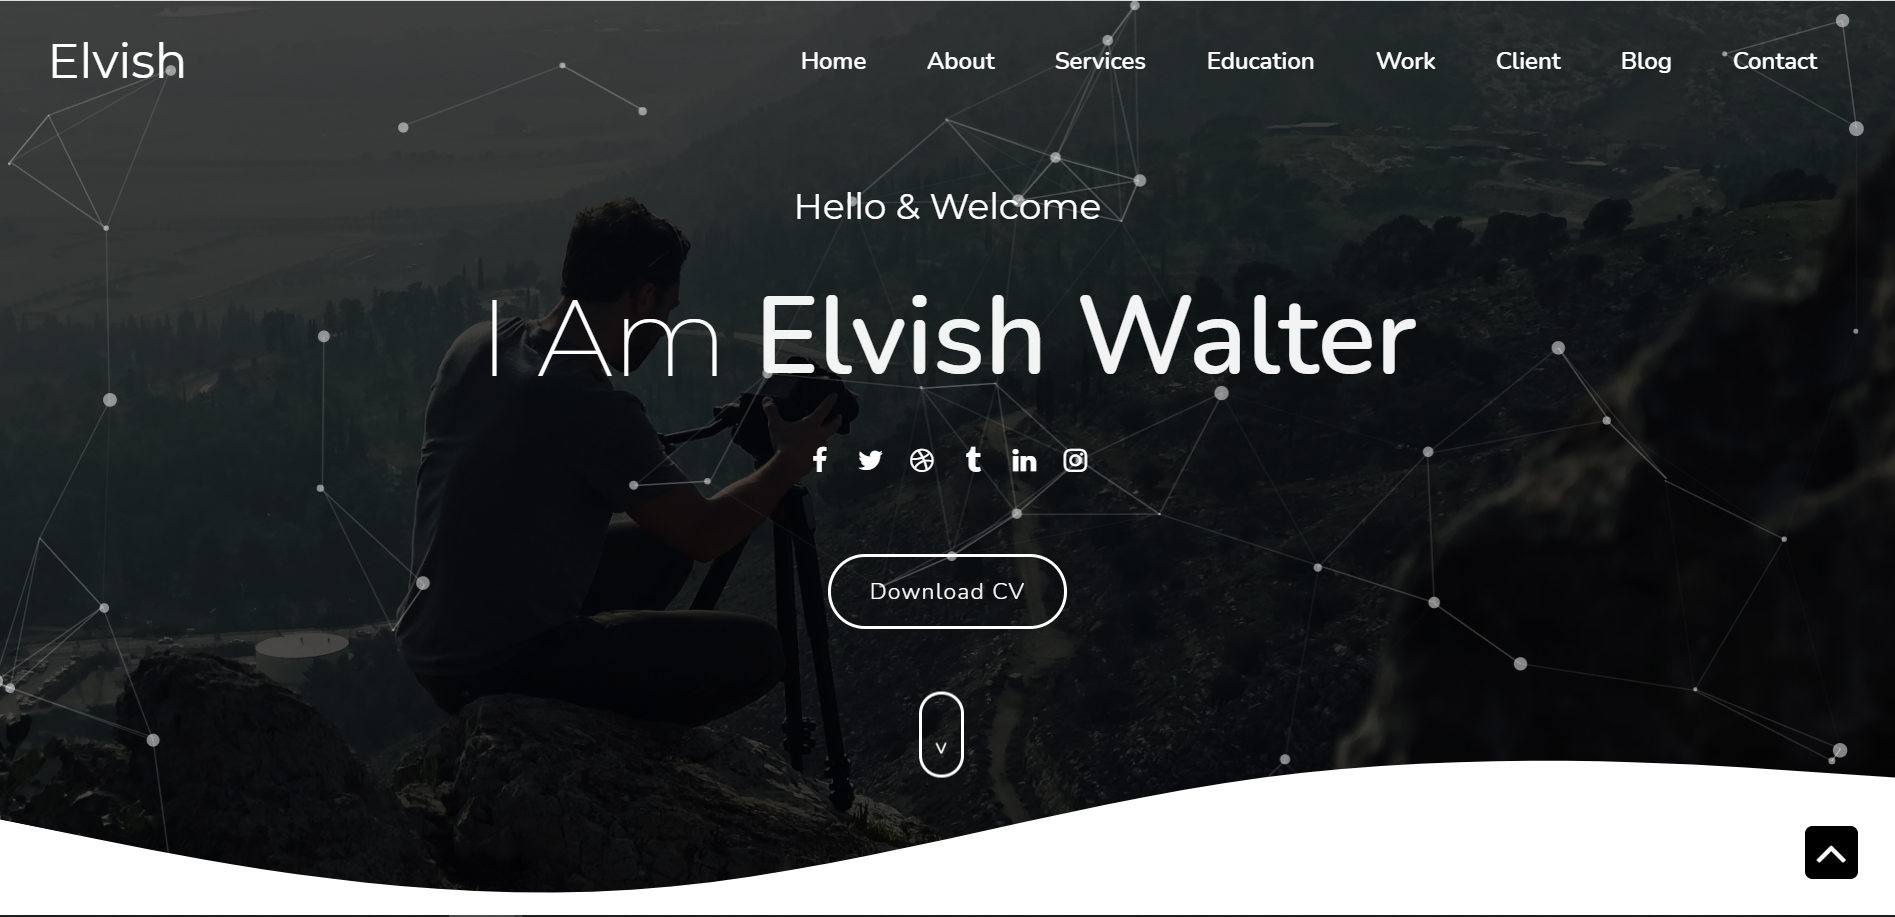 Elvish
Home About Services Education Work Client Blog Contact
Hello & Welcome
I Am Elvish Walter
Download CV